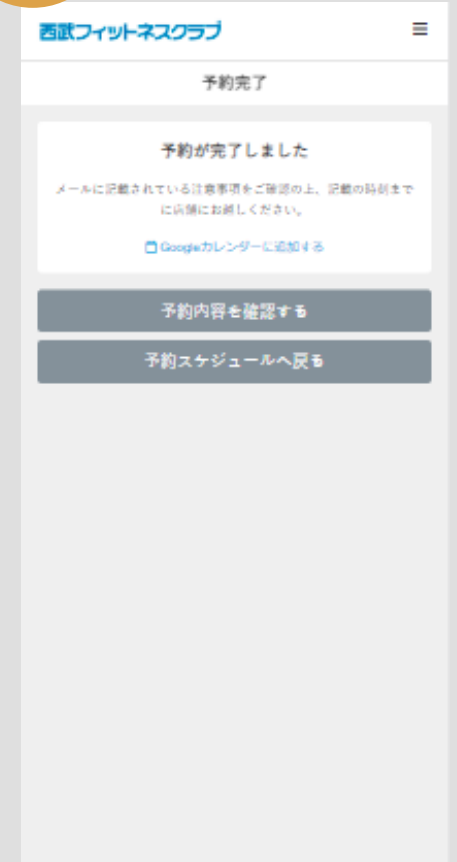 西武フィットネスクラブ
予約完了
予約が完了しました
メールに記載されている注意事項をご確認の上、記載の時刻まで
に店舗にお越しください。
Googleカレンダーに追加する
予約内容を確認する
予約スケジュールへ戻る